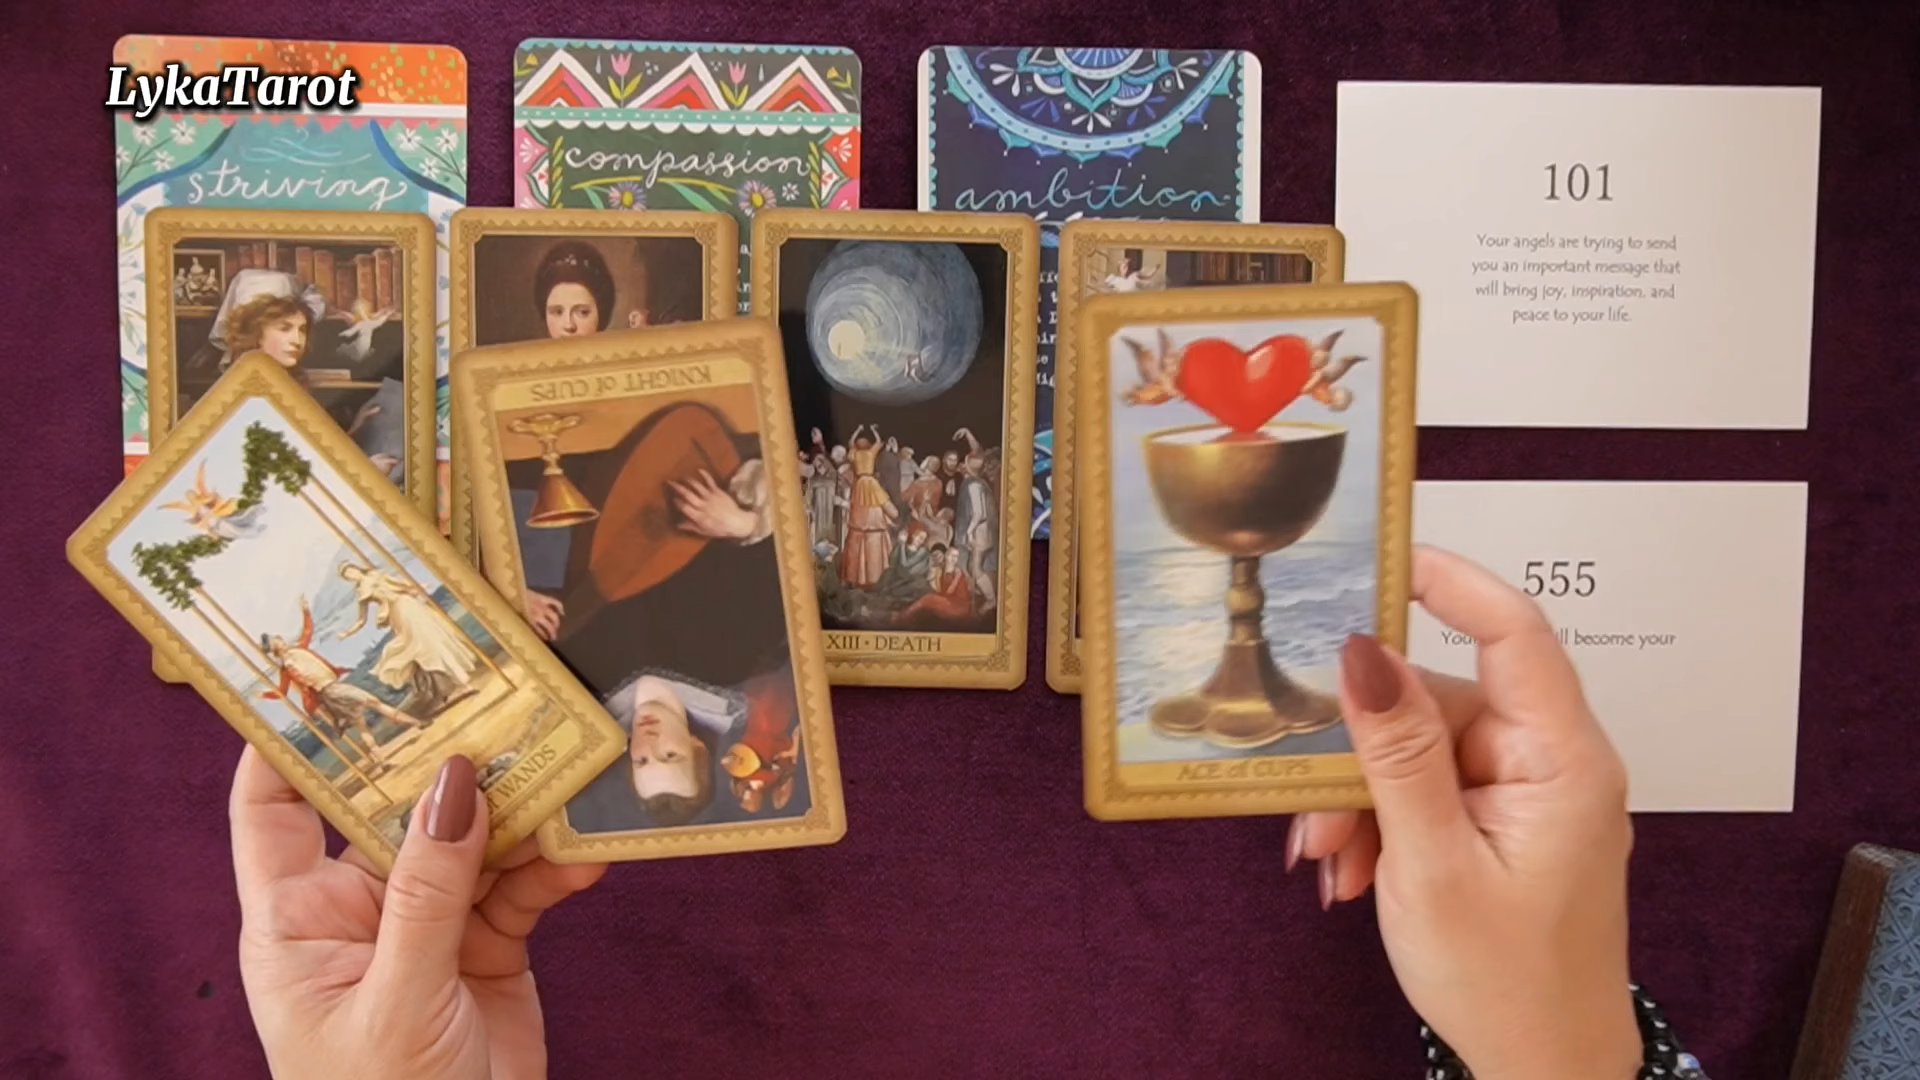 LykaTarot
striving
compassion
ambition
101
Your angels are trying to send
you an important message that
will bring joy, inspiration, and
peace to your life.
KNIGHT of CUPS
XIII · DEATH
ACE of CUPS
OF WANDS
555
become your